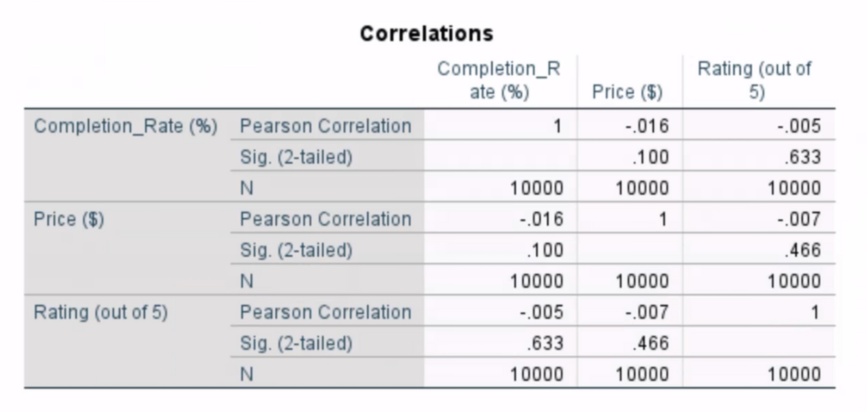 Correlations
Completion_R
ate (%) Price ($) Rating (out of
5)
Completion_Rate (%) Pearson Correlation 1 -.016 -.005
Sig. (2-tailed) .100 .633
N 10000 10000 10000
Price ($) Pearson Correlation -.016 1 -.007
Sig. (2-tailed) .100 .466
N 10000 10000 10000
Rating (out of 5) Pearson Correlation -.005 -.007 1
Sig. (2-tailed) .633 .466
N 10000 10000 10000